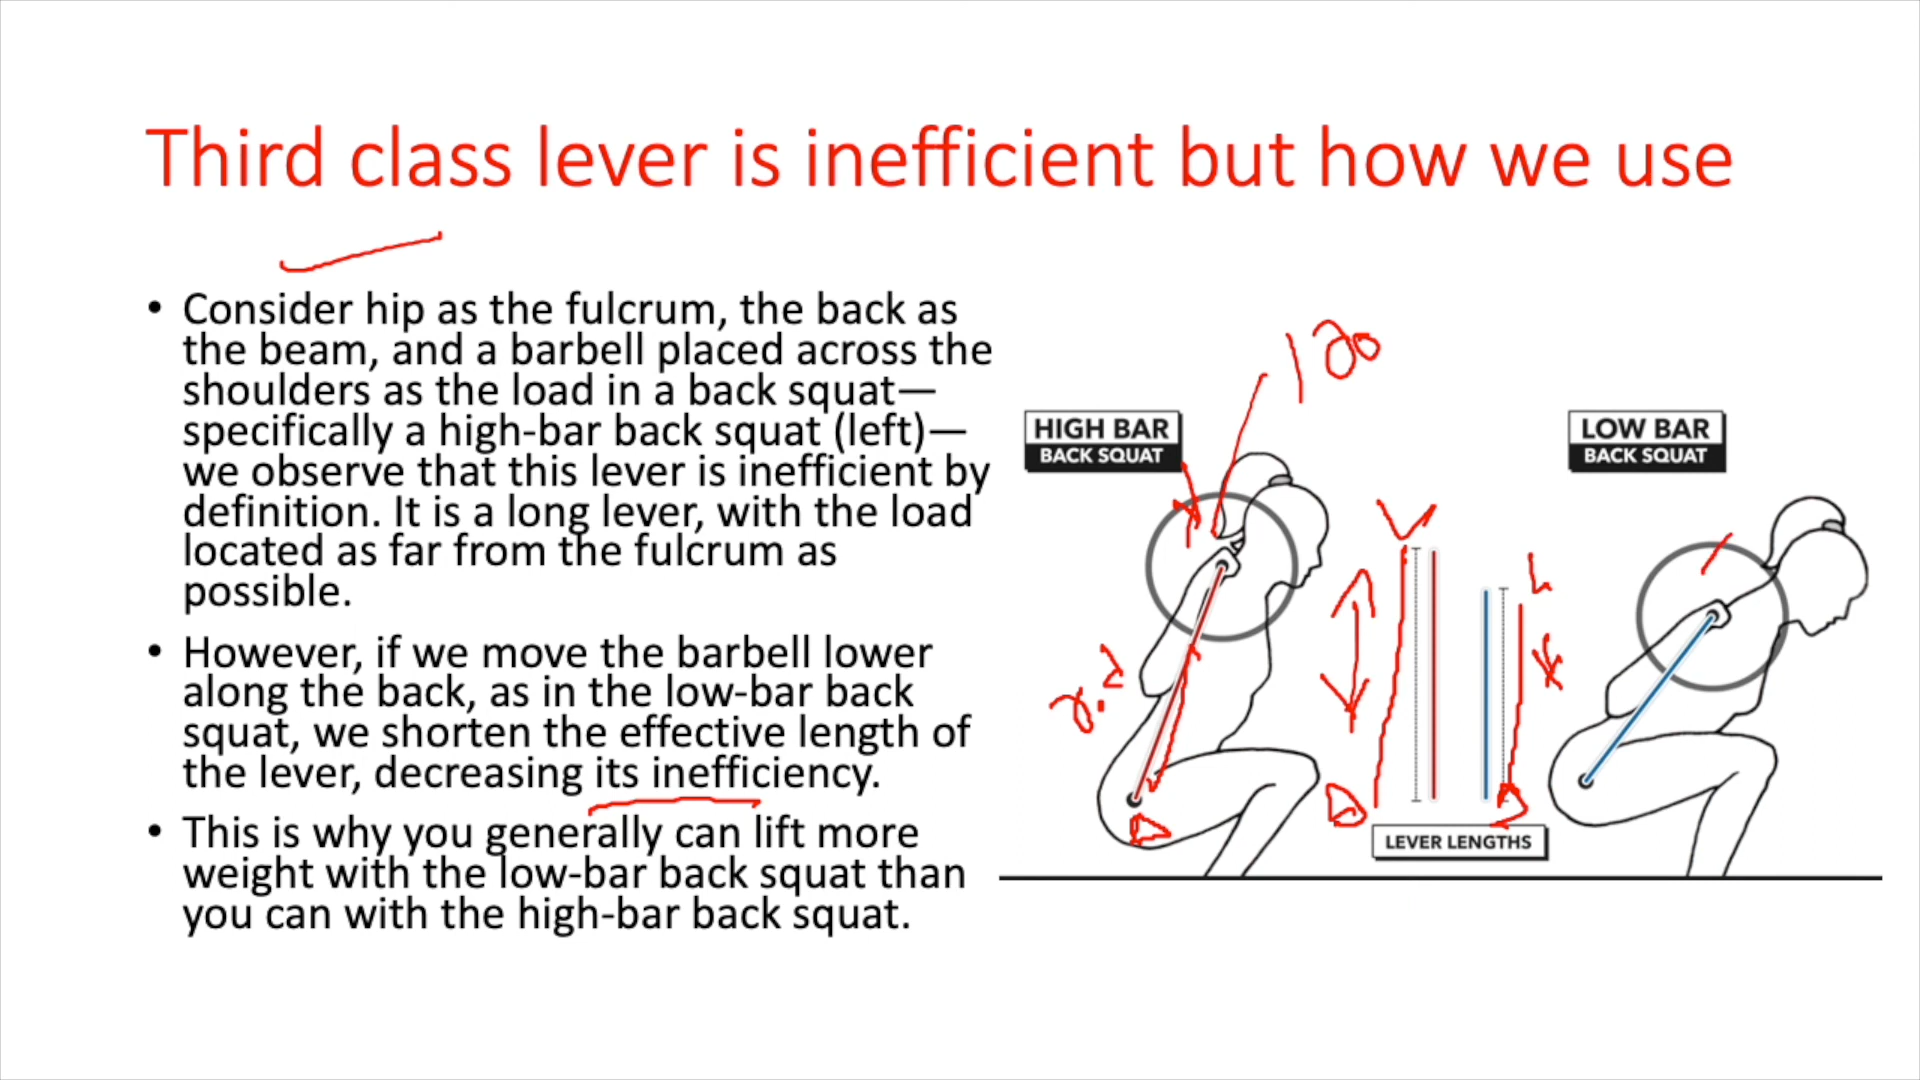 Third class lever is inefficient but how we use
• Consider hip as the fulcrum, the back as
the beam, and a barbell placed across the
shoulders as the load in a back squat—
specifically a high-bar back squat (left)—
we observe that this lever is inefficient by
definition. It is a long lever, with the load
located as far from the fulcrum as
possible.
• However, if we move the barbell lower
along the back, as in the low-bar back
squat, we shorten the effective length of
the lever, decreasing its inefficiency.
• This is why you generally can lift more
weight with the low-bar back squat than
you can with the high-bar back squat.
120
HIGH BAR
BACK SQUAT
LOW BAR
BACK SQUAT
LEVER LENGTHS